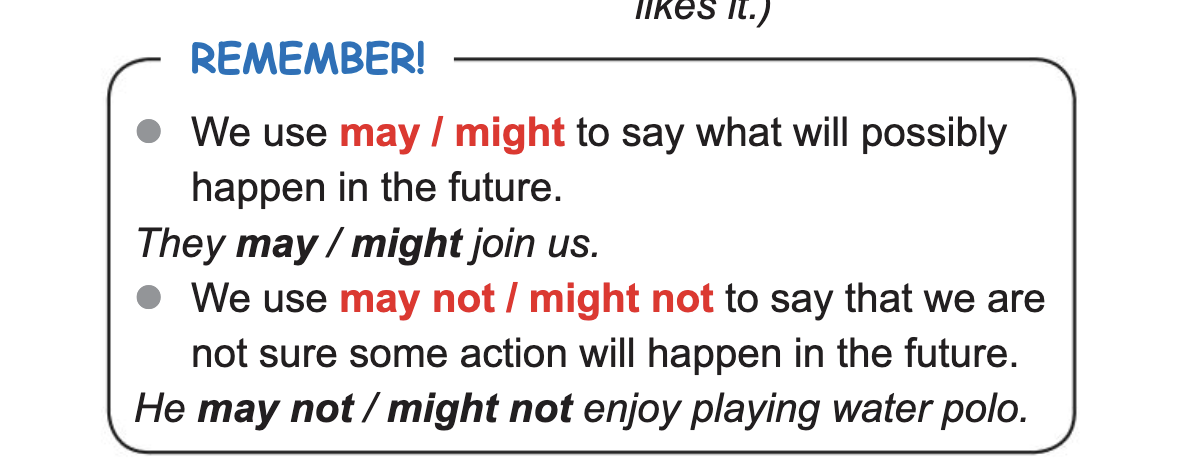 likes it.)
REMEMBER!
● We use may / might to say what will possibly
happen in the future.
They may / might join us.
● We use may not / might not to say that we are
not sure some action will happen in the future.
He may not / might not enjoy playing water polo.